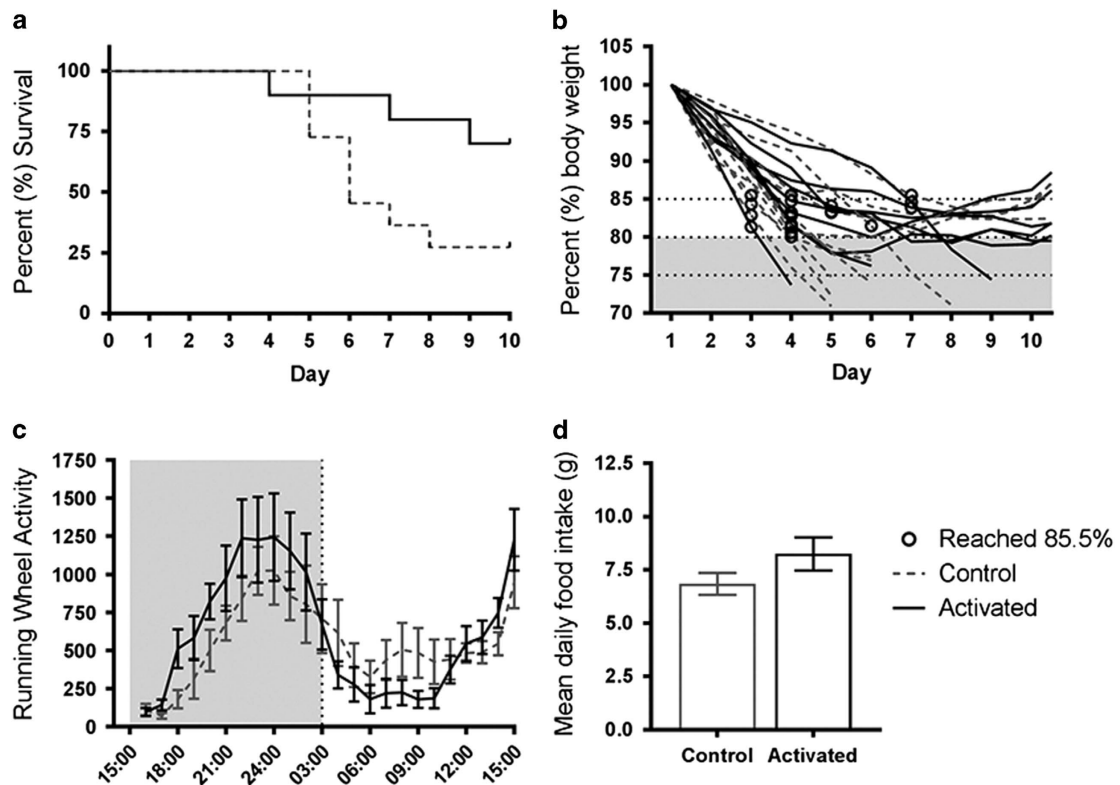 a
Percent (%) Survival
100
75
50
25
0
0 1 2 3 4 5 6 7 8 9 10
Day
b
Percent (%) body weight
105
100
95
90
85
80
75
70
1 2 3 4 5 6 7 8 9 10
Day
c
Running Wheel Activity
1750
1500
1250
1000
750
500
250
0
15:00 18:00 21:00 24:00 03:00 06:00 09:00 12:00 15:00
d
Mean daily food intake (g)
12.5
10.0
7.5
5.0
2.5
0.0
Control Activated
Reached 85.5%
Control
Activated